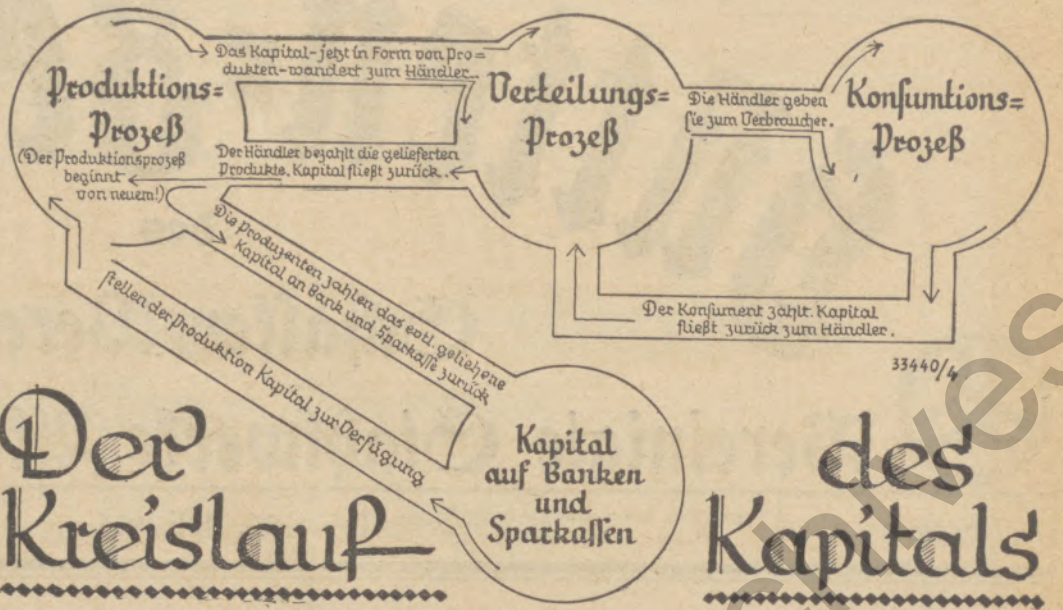 Produktions=
Prozeß
(Der Produktionsprozeß
beginnt
von neuem!)
Das Kapital-jetzt in Form von Pro=
dukten-wandert zum Händler.
Der Händler bezahlt die gelieferten
Produkte. Kapital fließt zurück.
Verteilungs=
Prozeß
Die Händler geben
sie zum Verbraucher.
Konsumtions=
Prozeß
Der Konsument zahlt. Kapital
fließt zurück zum Händler.
33440/4
Die Produzenten zahlen das evtl. geliehene
Kapital an Bank und Sparkasse zurück
stellen der Produktion Kapital zur Verfügung
Kapital
auf Banken
und
Sparkassen
Der
Kreislauf
des
Kapitals